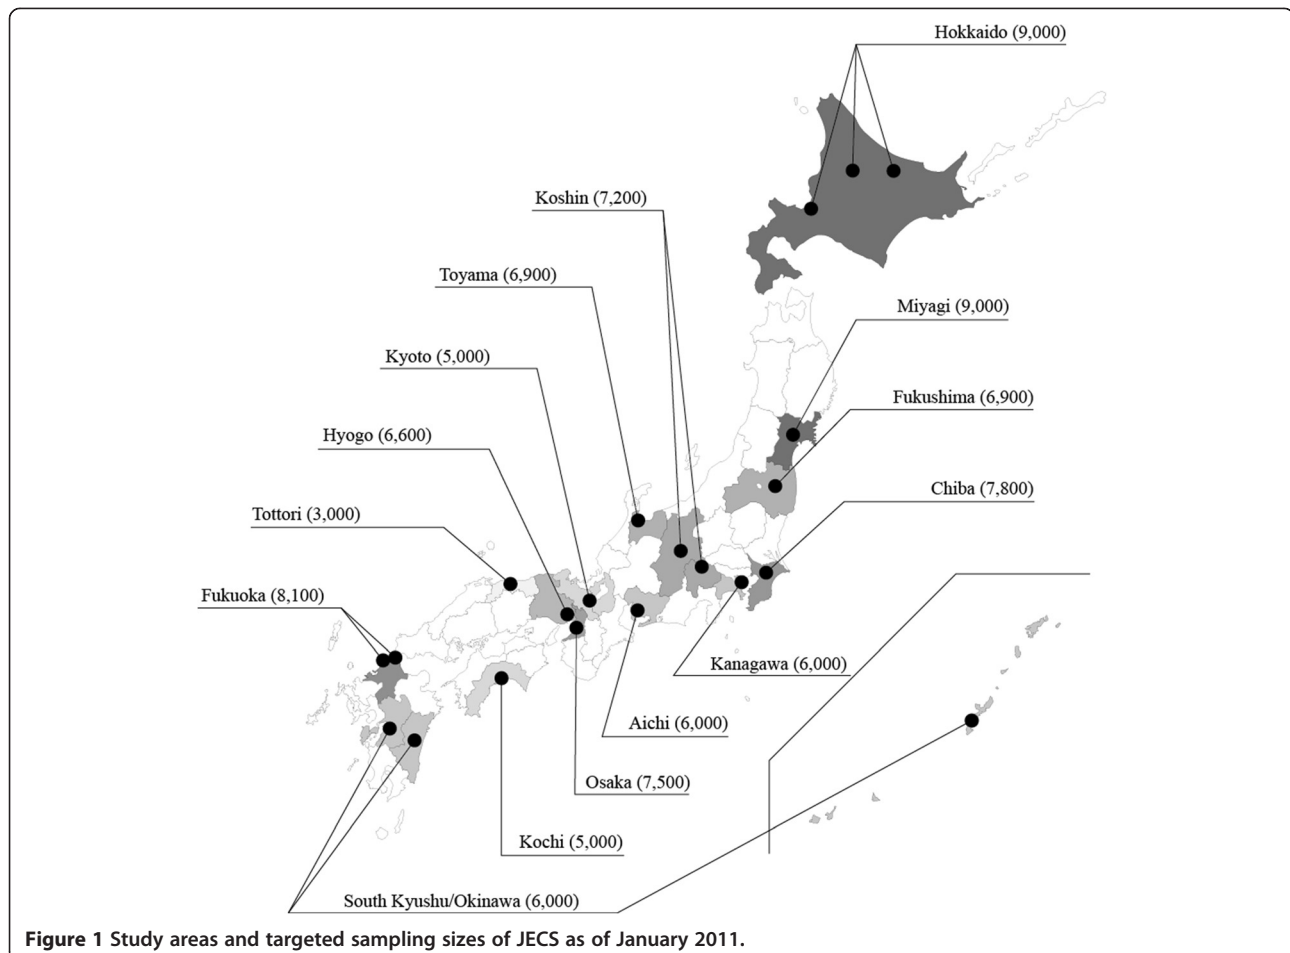 Hokkaido (9,000)
Koshin (7,200)
Toyama (6,900)
Miyagi (9,000)
Kyoto (5,000)
Fukushima (6,900)
Hyogo (6,600)
Chiba (7,800)
Tottori (3,000)
Fukuoka (8,100)
Kanagawa (6,000)
Aichi (6,000)
Osaka (7,500)
Kochi (5,000)
South Kyushu/Okinawa (6,000)
Figure 1 Study areas and targeted sampling sizes of JECS as of January 2011.